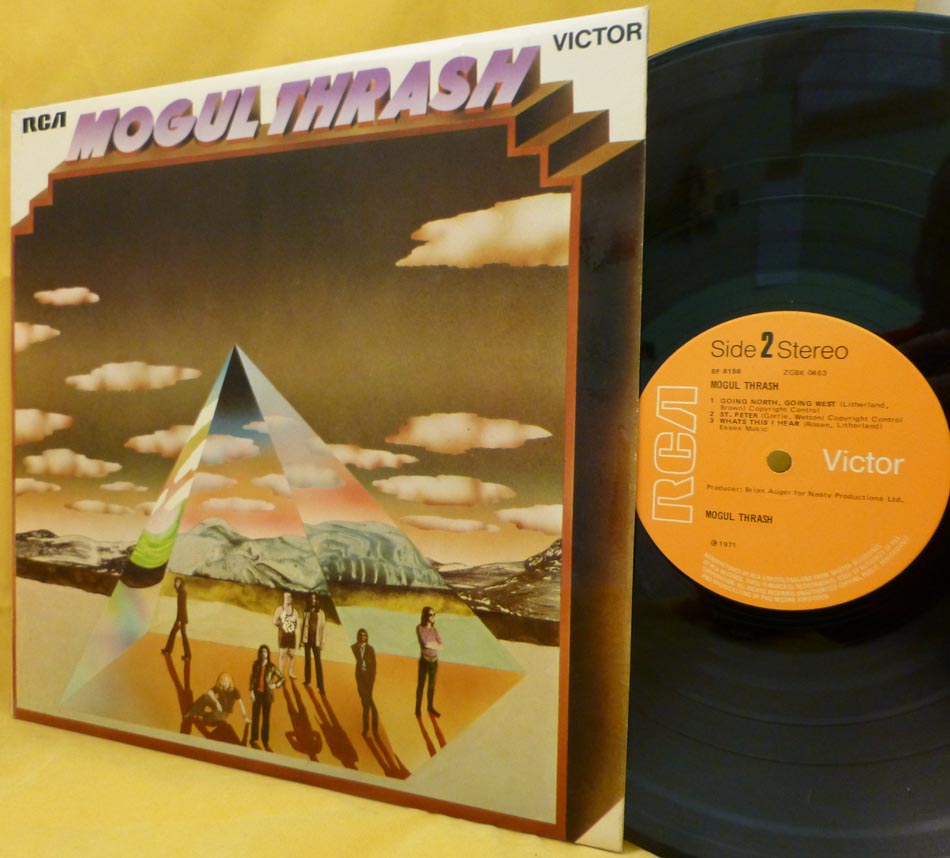 RCA
VICTOR
MOGUL THRASH
Side 2 Stereo
SF 8156 ZGBK 0463
MOGUL THRASH
1 GOING NORTH, GOING WEST (Litherland,
Brown) Copyright Control
2 ST. PETER (Gorrie, Wetton) Copyright Control
3 WHATS THIS I HEAR (Rosen, Litherland)
Essex Music
RCA
Victor
Producer: Brian Auger for Nasty Productions Ltd.
MOGUL THRASH
℗ 1971